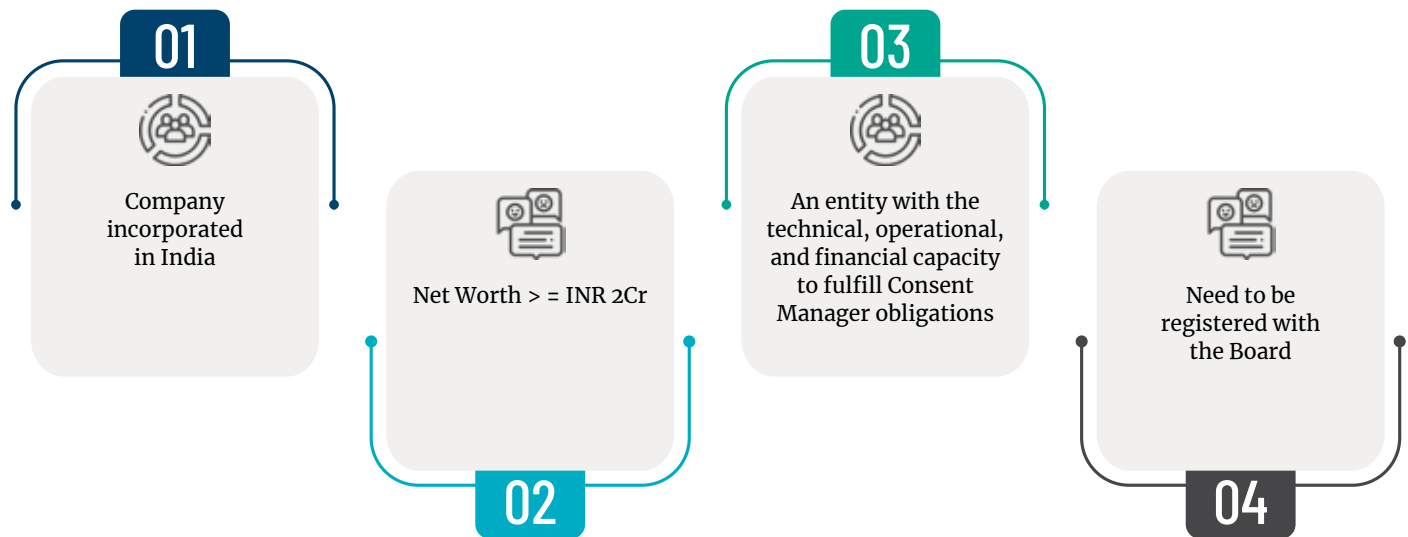 01
Company
incorporated
in India
02
Net Worth > = INR 2Cr
03
An entity with the
technical, operational,
and financial capacity
to fulfill Consent
Manager obligations
04
Need to be
registered with
the Board